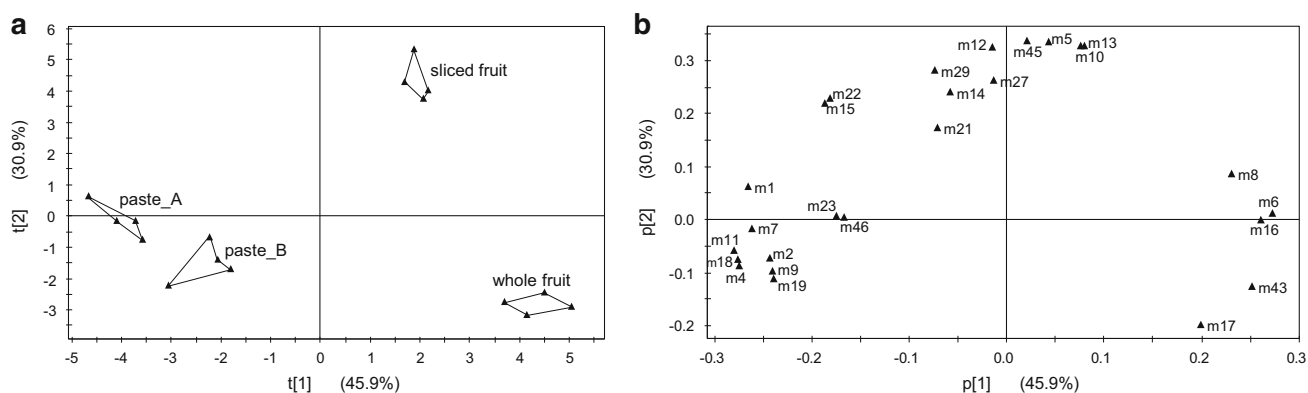 a
t[2] (30.9%)
6
5
4
3
2
1
0
-1
-2
-3
sliced fruit
paste_A
paste_B
whole fruit
-5 -4 -3 -2 -1 0 1 2 3 4 5
t[1] (45.9%)
b
p[2] (30.9%)
0.3
0.2
0.1
0.0
-0.1
-0.2
m12 m45 m5 m13
m10
m29 m27
m14
m22
m15
m21
m8
m1
m6
m23
m46 m16
m7
m11
m2
m18
m9
m4
m19
m43
m17
-0.3 -0.2 -0.1 0.0 0.1 0.2 0.3
p[1] (45.9%)